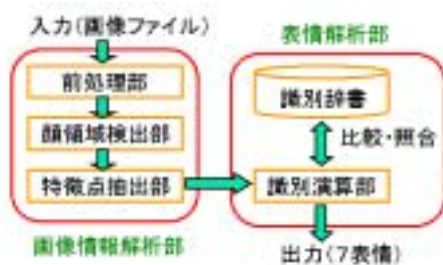 入力(画像ファイル)
前処理部
顔領域検出部
特徴点抽出部
画像情報解析部
表情解析部
識別辞書
比較・照合
識別演算部
出力(7表情)